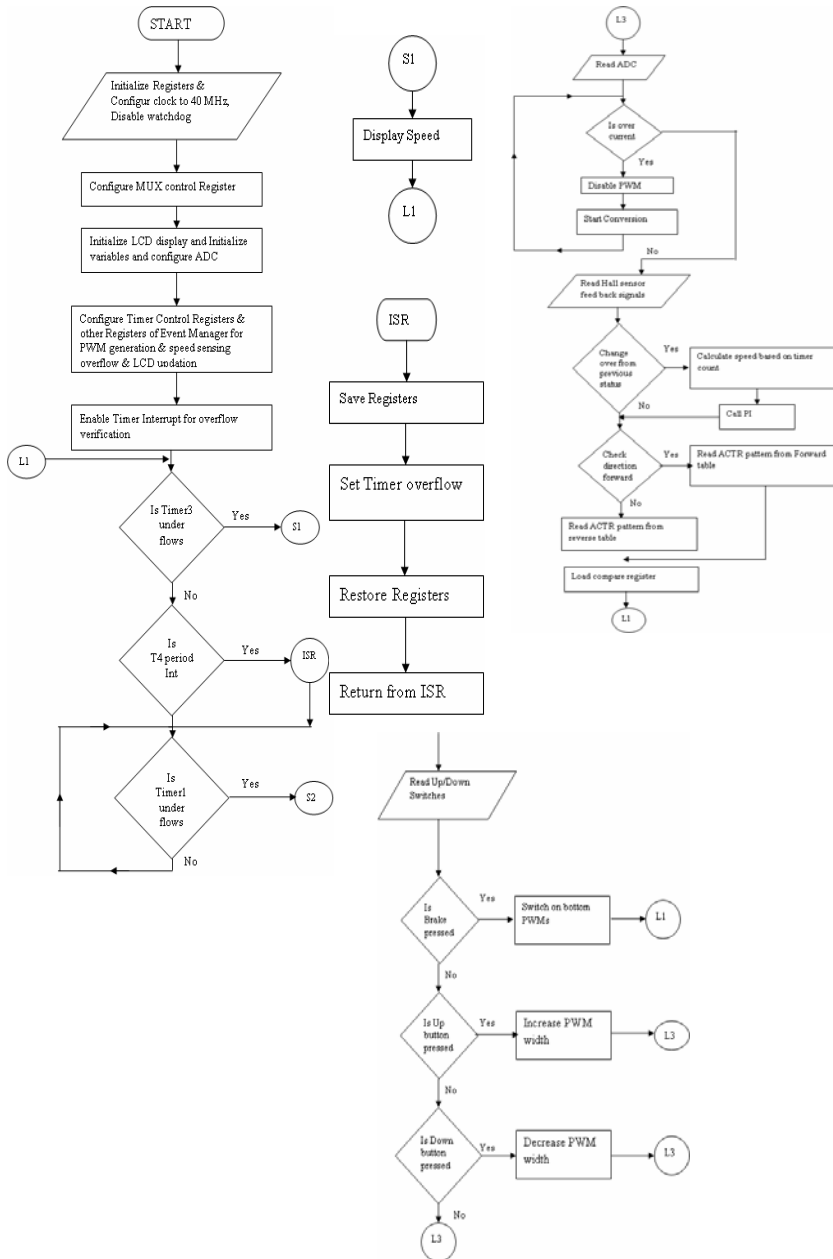 START
Initialize Registers &
Configur clock to 40 MHz,
Disable watchdog
Configure MUX control Register
Initialize LCD display and Initialize
variables and configure ADC
Configure Timer Control Registers &
other Registers of Event Manager for
PWM generation & speed sensing
overflow & LCD updation
Enable Timer Interrupt for overflow
verification
L1
Is Timer3
under
flows
Yes
S1
No
Is
T4 period
Int
Yes
ISR
Is
Timer1
under
flows
Yes
S2
No
S1
Display Speed
L1
ISR
Save Registers
Set Timer overflow
Restore Registers
Return from ISR
L3
Read ADC
Is over
current
Yes
Disable PWM
Start Conversion
No
Read Hall sensor
feed back signals
Change
over from
previous
status
Yes
Calculate speed based on timer
count
No
Call PI
Check
direction
forward
Yes
Read ACTR pattern from Forward
table
No
Read ACTR pattern from
reverse table
Load compare register
L1
Read Up/Down
Switches
Is
Brake
pressed
Yes
Switch on bottom
PWMs
L1
No
Is Up
button
pressed
Yes
Increase PWM
width
L3
No
Is Down
button
pressed
Yes
Decrease PWM
width
L3
No
L3